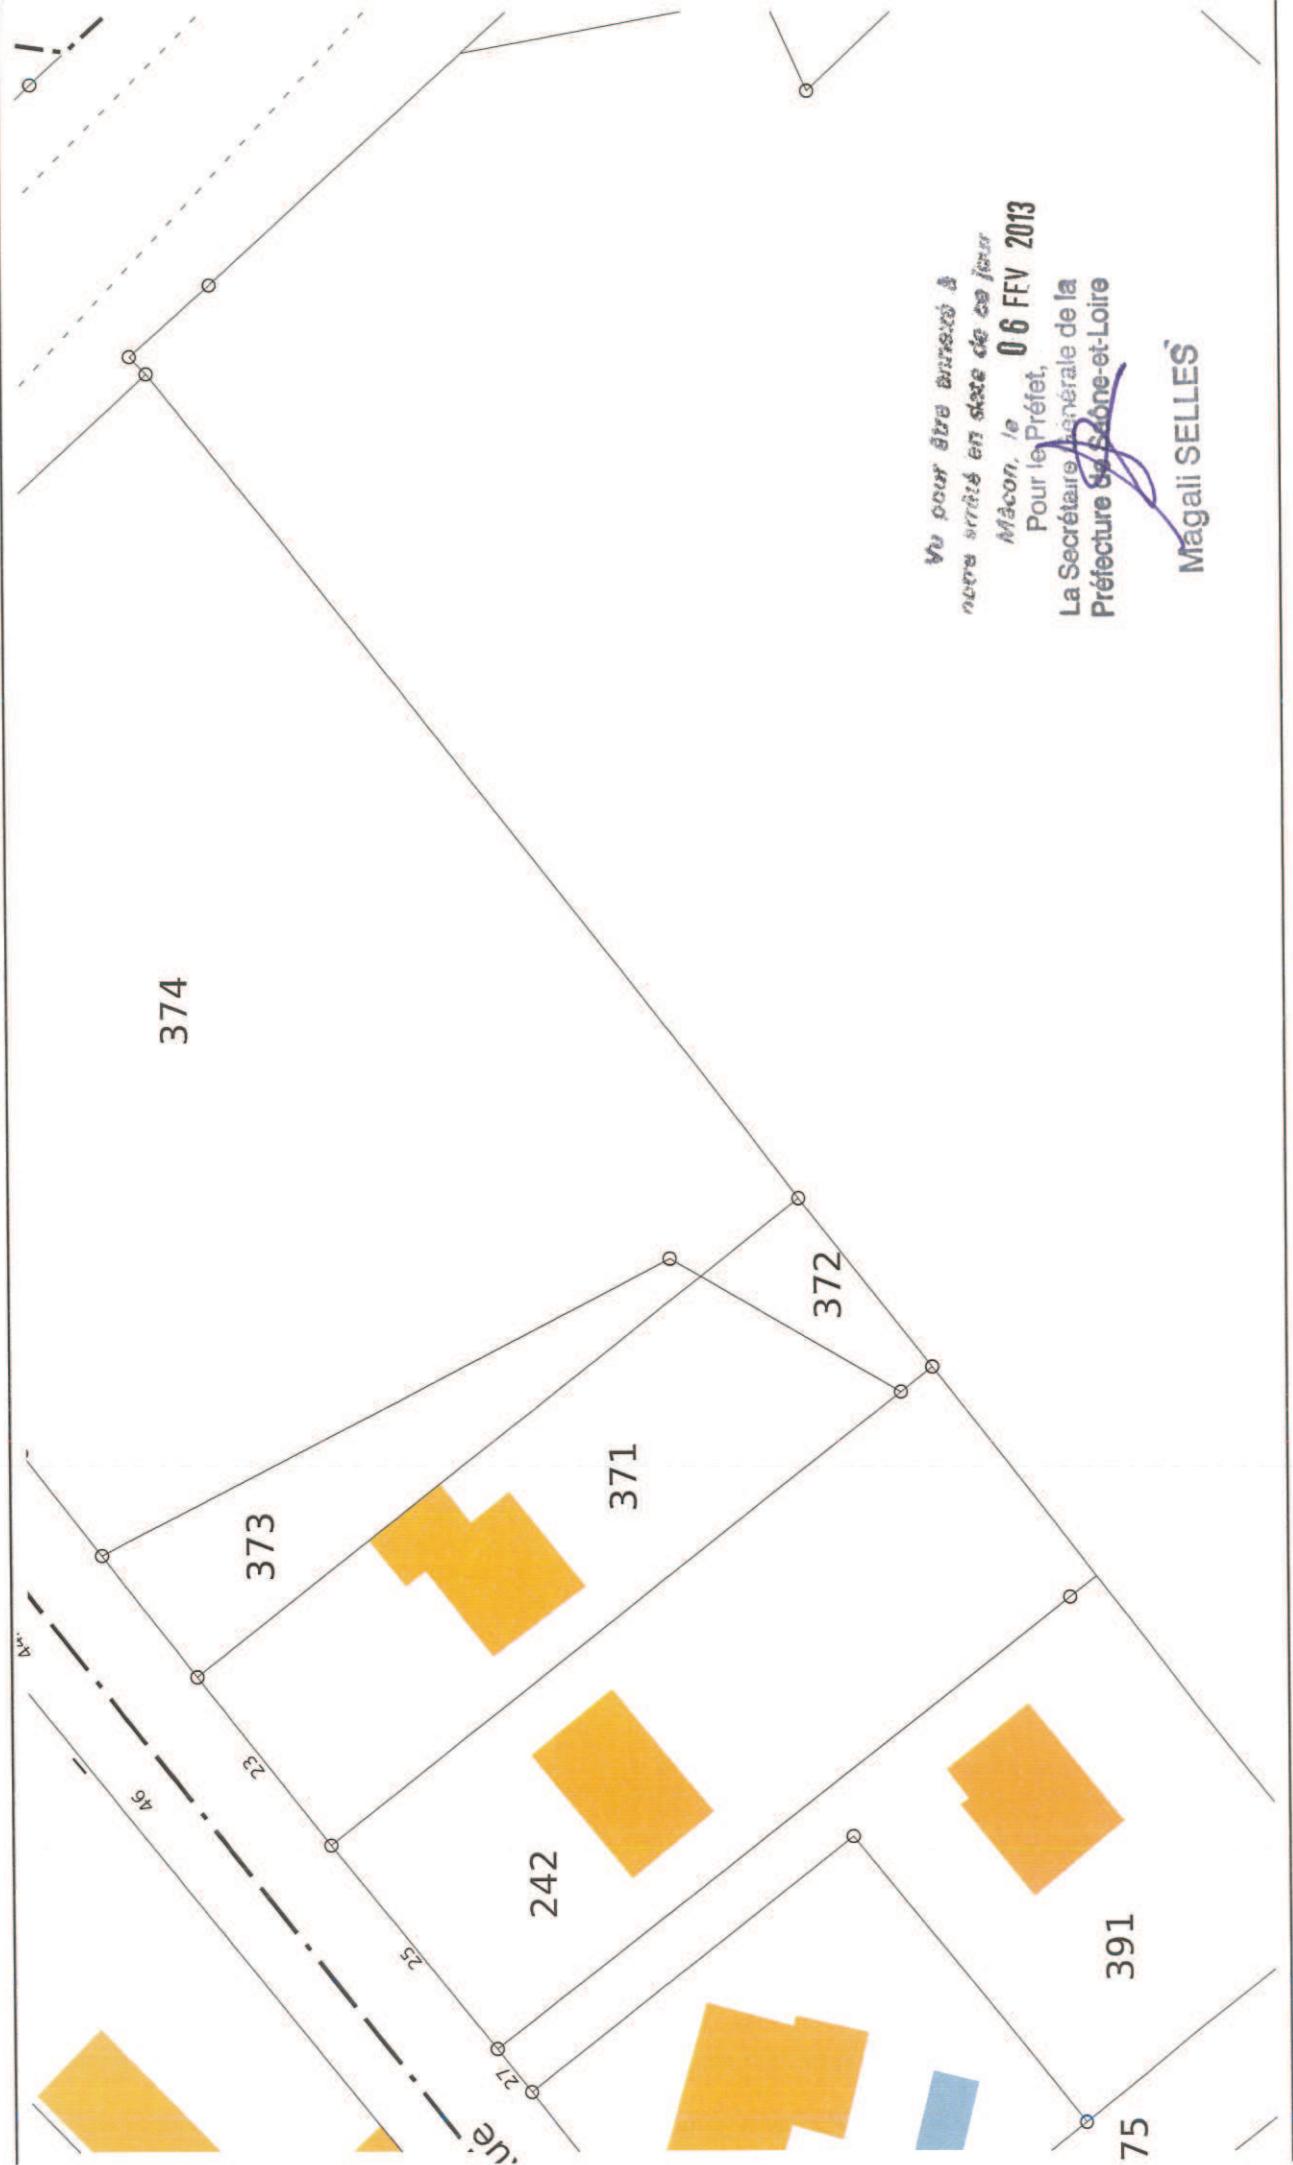 374
373
371
372
242
391
75
23
25
27
46
Vu pour être annexé à
notre arrêté en date de ce jour
Mâcon, le 06 FEV 2013
Pour le Préfet,
La Secrétaire Générale de la
Préfecture de Saône-et-Loire
Magali SELLES